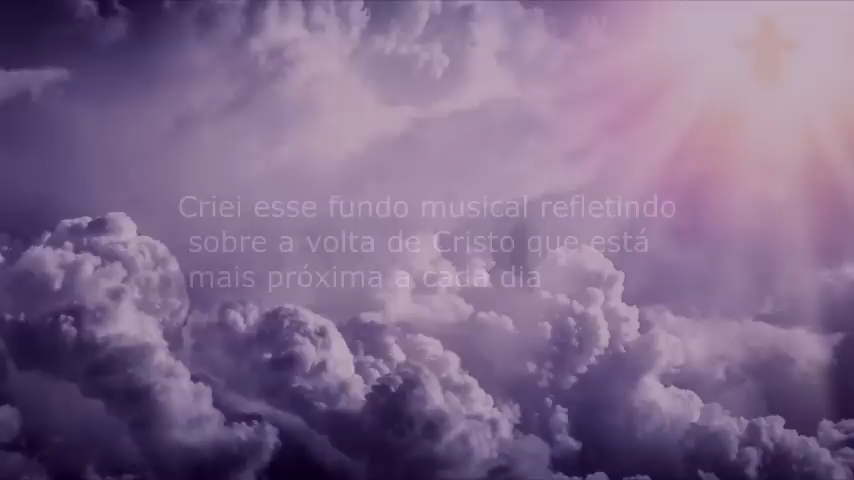 Criei esse fundo musical refletindo
sobre a volta de Cristo que está
mais próxima a cada dia